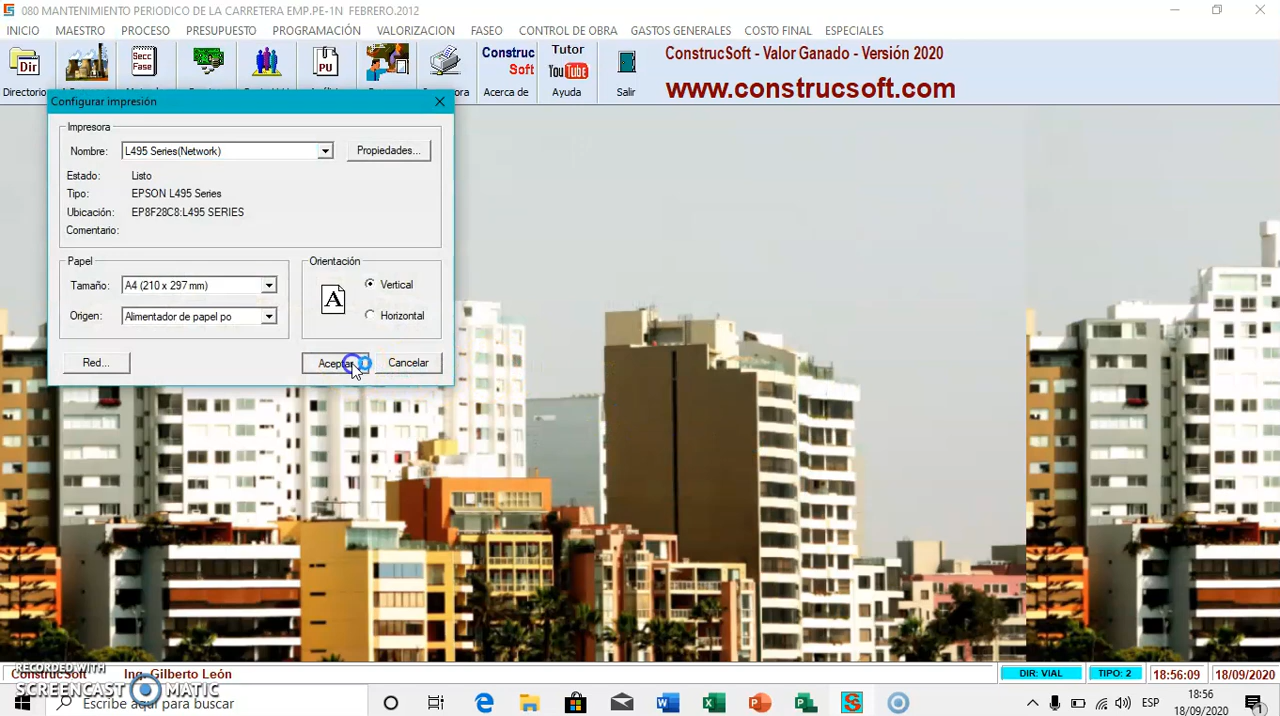 080 MANTENIMIENTO PERIODICO DE LA CARRETERA EMP.PE-1N FEBRERO.2012
INICIO MAESTRO PROCESO PRESUPUESTO PROGRAMACIÓN VALORIZACION FASEO CONTROL DE OBRA GASTOS GENERALES COSTO FINAL ESPECIALES
Dir
Secc
Base
PU
Construc
Soft
Tutor
You Tube
ConstrucSoft - Valor Ganado - Versión 2020
www.construcsoft.com
Directorio
Acerca de
Ayuda
Salir
Configurar impresión
Impresora
Nombre: L495 Series(Network) Propiedades...
Estado: Listo
Tipo: EPSON L495 Series
Ubicación: EP8F28C8:L495 SERIES
Comentario:
Papel
Tamaño: A4 (210 x 297 mm)
Origen: Alimentador de papel po
Orientación
A
Vertical
Horizontal
Red... Aceptar Cancelar
ConstrucSoft Ing. Gilberto León DIR: VIAL TIPO: 2 18:56:09 18/09/2020
RECORDED WITH
SCREENCAST MATIC
Escribe aquí para buscar
ESP
18:56
18/09/2020
1